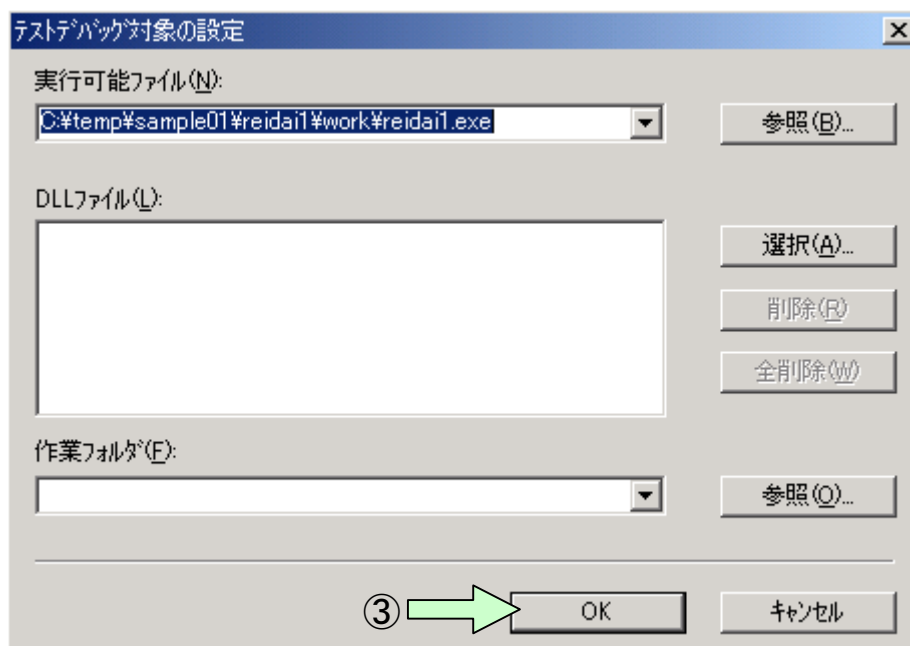 ﾃｽﾄﾃﾞﾊﾞｯｸﾞ対象の設定
実行可能ﾌｧｲﾙ(N):
C:¥temp¥sample01¥reidai1¥work¥reidai1.exe
参照(B)...
DLLﾌｧｲﾙ(L):
選択(A)...
削除(R)
全削除(W)
作業ﾌｫﾙﾀﾞ(F):
参照(O)...
③
OK
ｷｬﾝｾﾙ